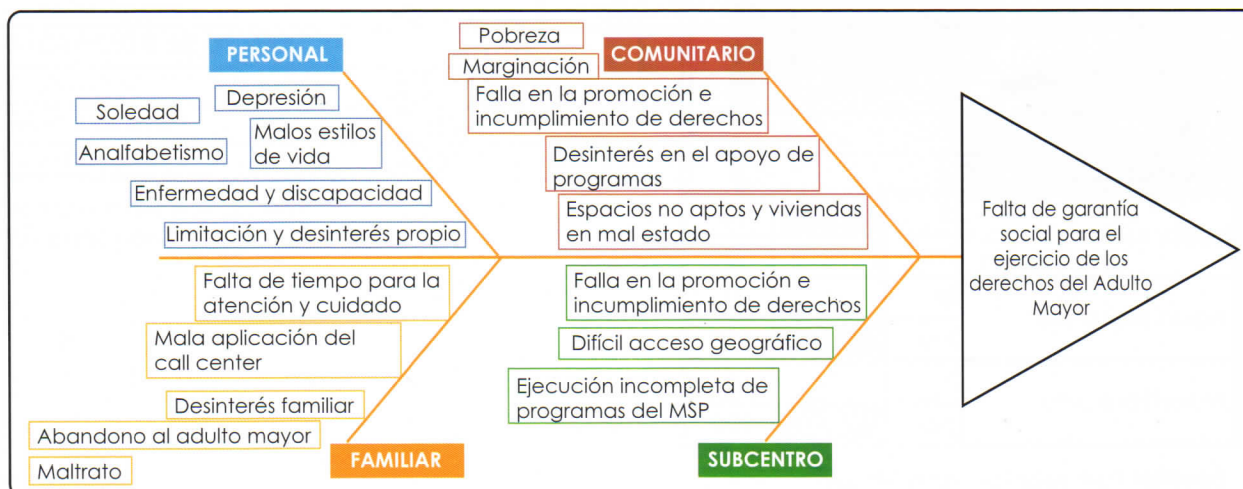 PERSONAL
Soledad
Depresión
Analfabetismo
Malos estilos
de vida
Enfermedad y discapacidad
Limitación y desinterés propio
Pobreza
Marginación
COMUNITARIO
Falla en la promoción e
incumplimiento de derechos
Desinterés en el apoyo de
programas
Espacios no aptos y viviendas
en mal estado
Falta de tiempo para la
atención y cuidado
Mala aplicación del
call center
Desinterés familiar
Abandono al adulto mayor
Maltrato
FAMILIAR
Falla en la promoción e
incumplimiento de derechos
Difícil acceso geográfico
Ejecución incompleta de
programas del MSP
SUBCENTRO
Falta de garantía
social para el
ejercicio de los
derechos del Adulto
Mayor